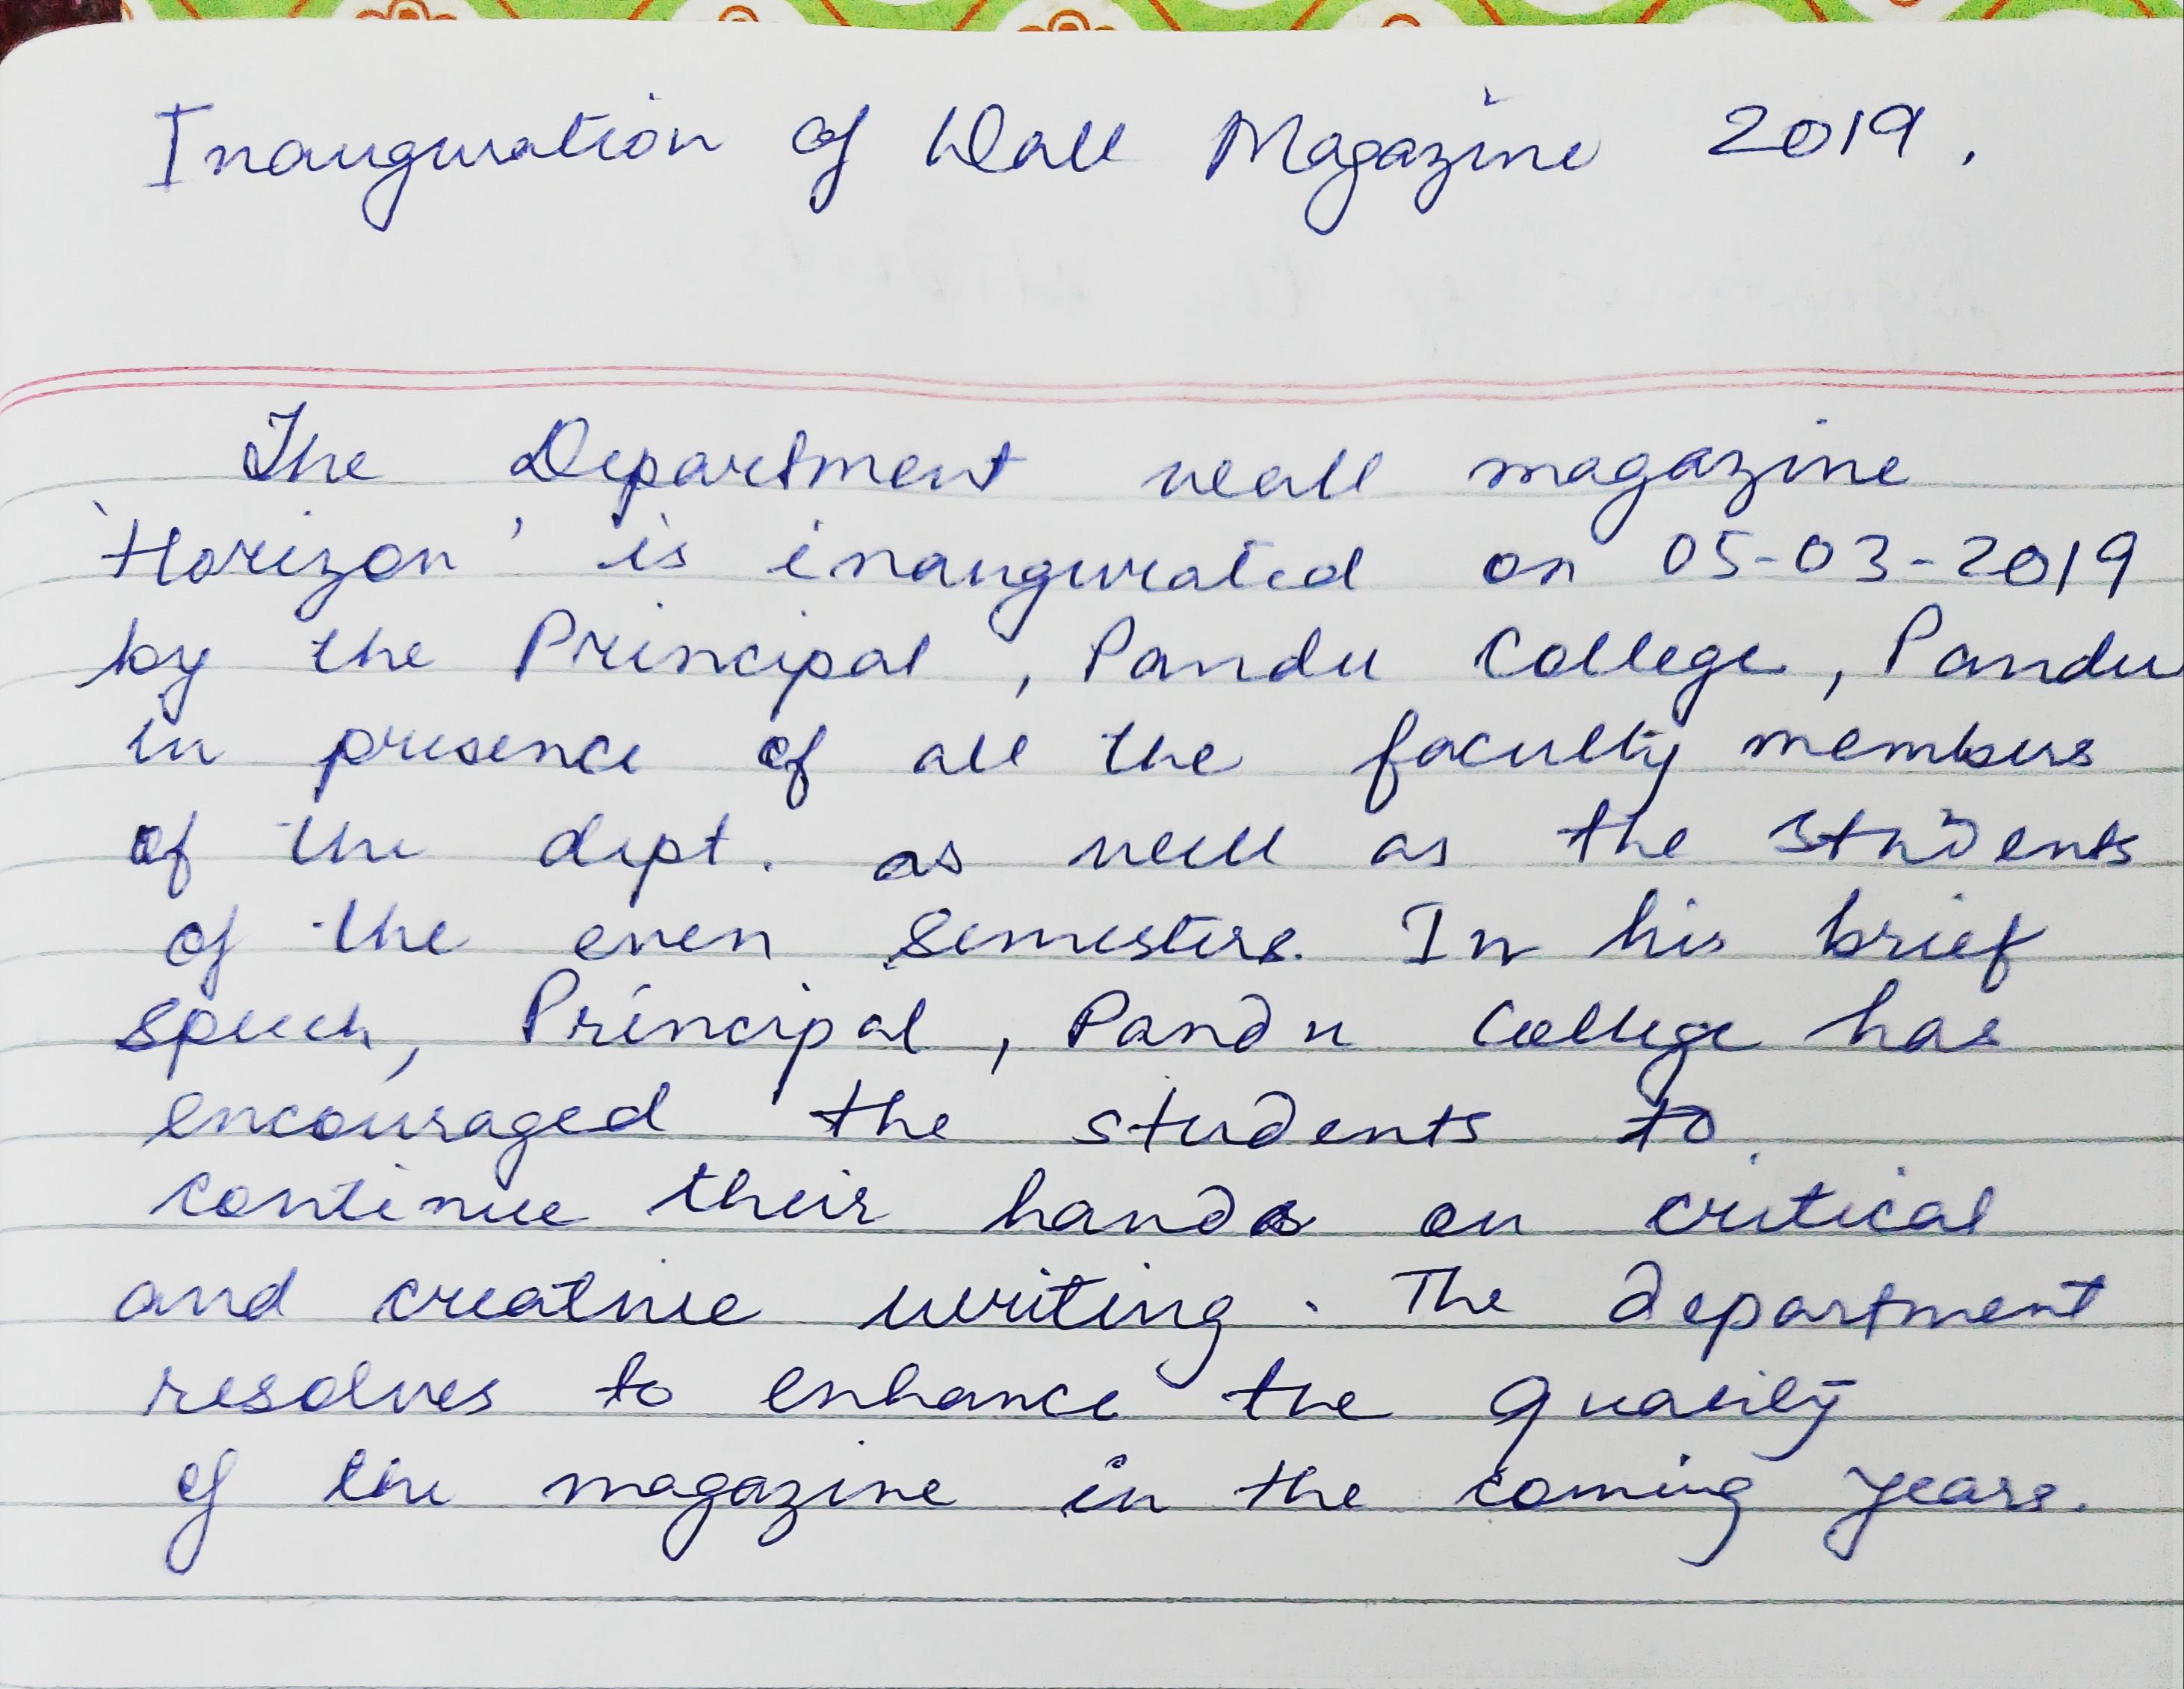 Inauguration of Wall Magazine 2019.
The Department wall magazine
'Horizon' is inaugurated on 05-03-2019
by the Principal, Pandu College, Pandu
in presence of all the faculty members
of the dept. as well as the students
of the even semesters. In his brief
speech, Principal, Pandu College has
encouraged the students to
continue their hands on critical
and creative writing. The department
resolves to enhance the quality
of the magazine in the coming years.